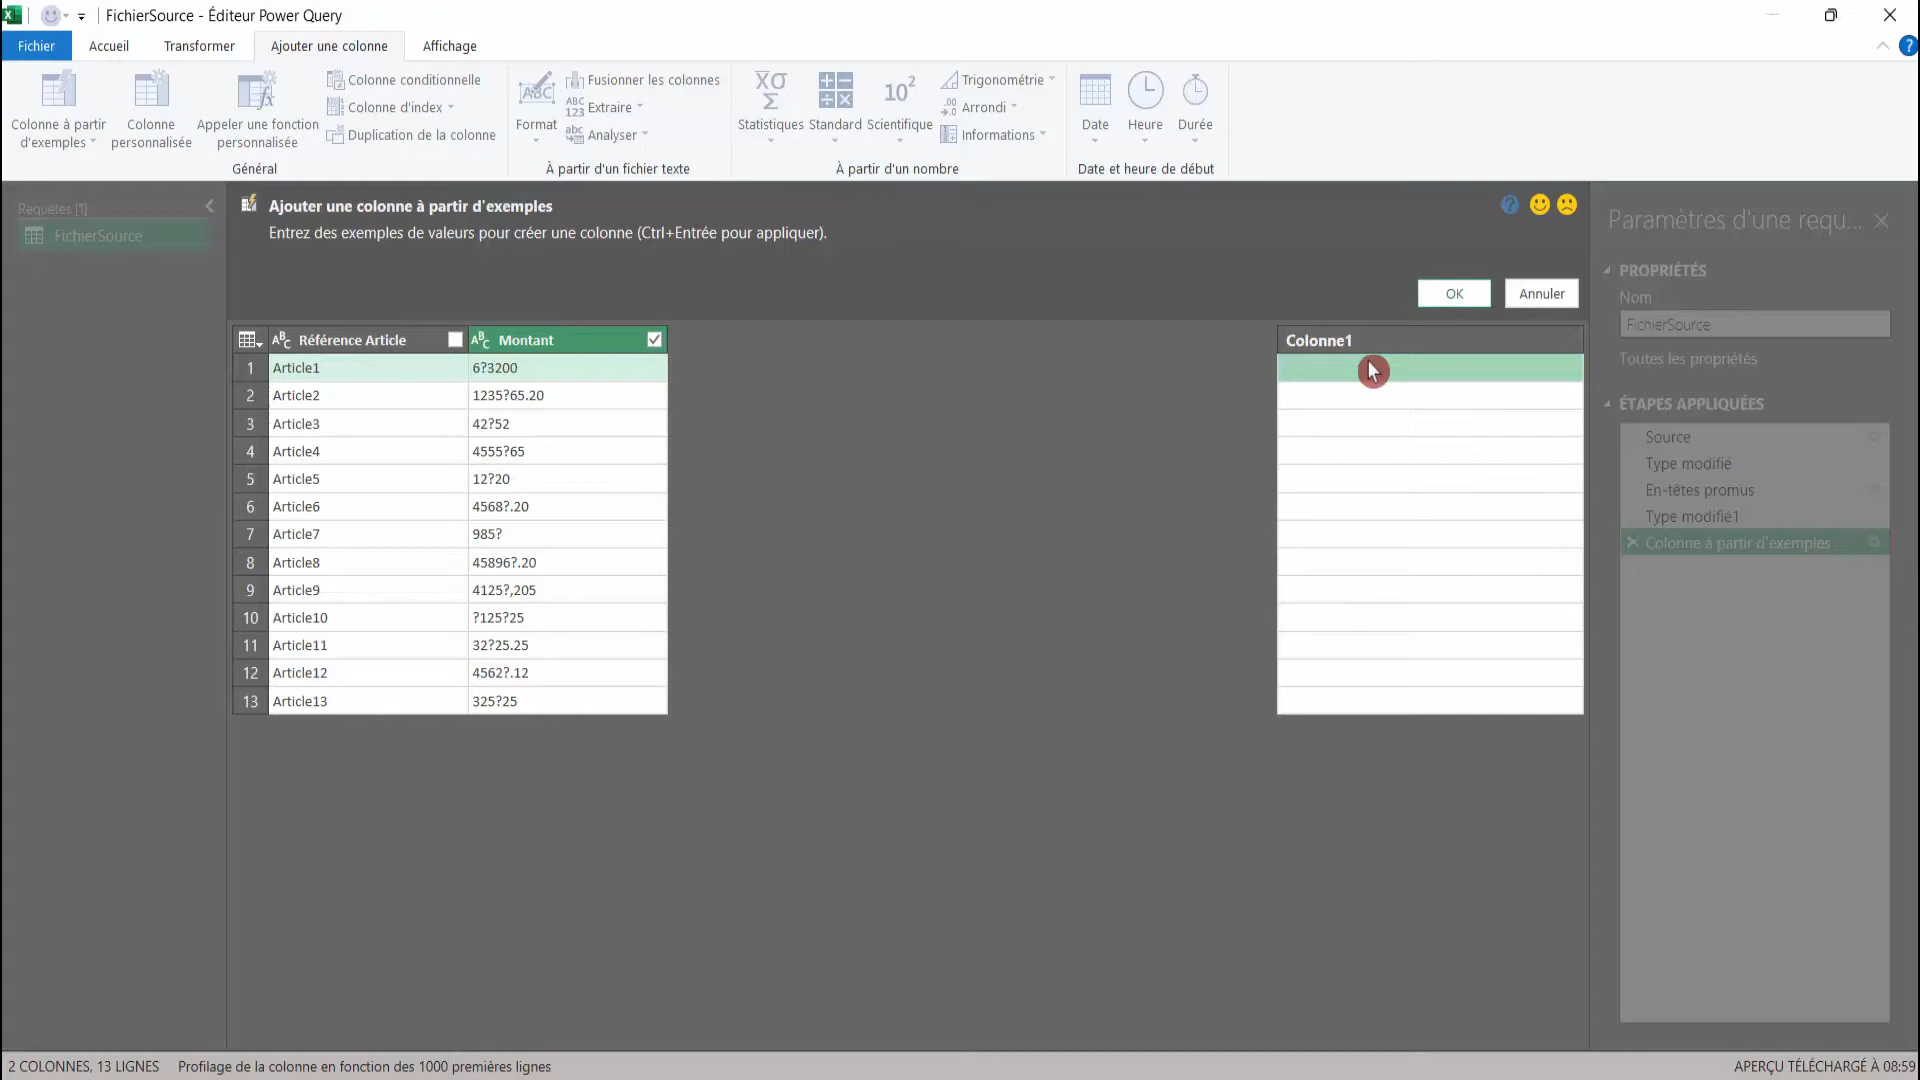 FichierSource - Éditeur Power Query
Fichier
Accueil
Transformer
Ajouter une colonne
Affichage
?
Colonne à partir
d'exemples
Colonne
personnalisée
Appeler une fonction
personnalisée
Colonne conditionnelle
Colonne d'index
Duplication de la colonne
Général
ABC
Format
Fusionner les colonnes
ABC
123
Extraire
abc
Analyser
À partir d'un fichier texte
Statistiques
Standard
10²
Scientifique
Trigonométrie
Arrondi
Informations
À partir d'un nombre
Date
Heure
Durée
Date et heure de début
Requêtes [1]
FichierSource
Ajouter une colonne à partir d'exemples
Entrez des exemples de valeurs pour créer une colonne (Ctrl+Entrée pour appliquer).
OK
Annuler
ABC Référence Article
ABC Montant
Colonne1
1 Article1 6?3200
2 Article2 1235?65.20
3 Article3 42?52
4 Article4 4555?65
5 Article5 12?20
6 Article6 4568?.20
7 Article7 985?
8 Article8 45896?.20
9 Article9 4125?,205
10 Article10 ?125?25
11 Article11 32?25.25
12 Article12 4562?.12
13 Article13 325?25
Paramètres d'une requ...
PROPRIÉTÉS
Nom
FichierSource
Toutes les propriétés
ÉTAPES APPLIQUÉES
Source
Type modifié
En-têtes promus
Type modifié1
Colonne à partir d'exemples
2 COLONNES, 13 LIGNES
Profilage de la colonne en fonction des 1000 premières lignes
APERÇU TÉLÉCHARGÉ À 08:59